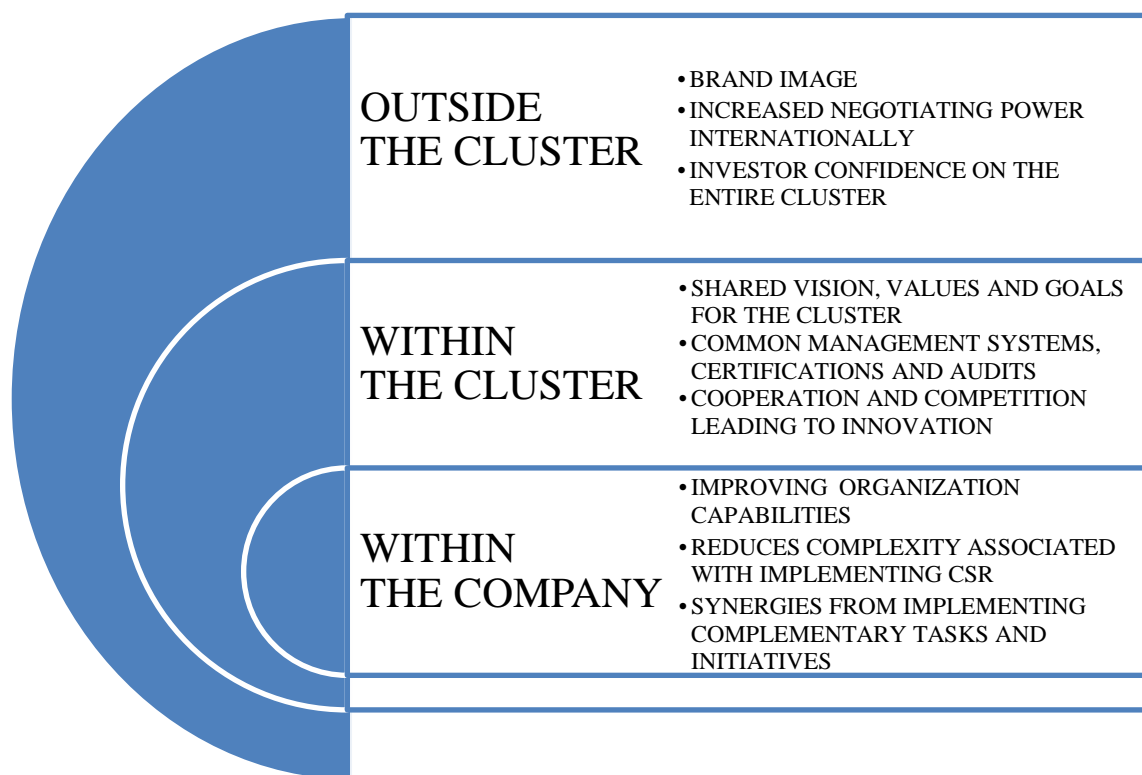 OUTSIDE
THE CLUSTER
•BRAND IMAGE
•INCREASED NEGOTIATING POWER
INTERNATIONALLY
•INVESTOR CONFIDENCE ON THE
ENTIRE CLUSTER
WITHIN
THE CLUSTER
•SHARED VISION, VALUES AND GOALS
FOR THE CLUSTER
•COMMON MANAGEMENT SYSTEMS,
CERTIFICATIONS AND AUDITS
•COOPERATION AND COMPETITION
LEADING TO INNOVATION
WITHIN
THE COMPANY
•IMPROVING ORGANIZATION
CAPABILITIES
•REDUCES COMPLEXITY ASSOCIATED
WITH IMPLEMENTING CSR
•SYNERGIES FROM IMPLEMENTING
COMPLEMENTARY TASKS AND
INITIATIVES